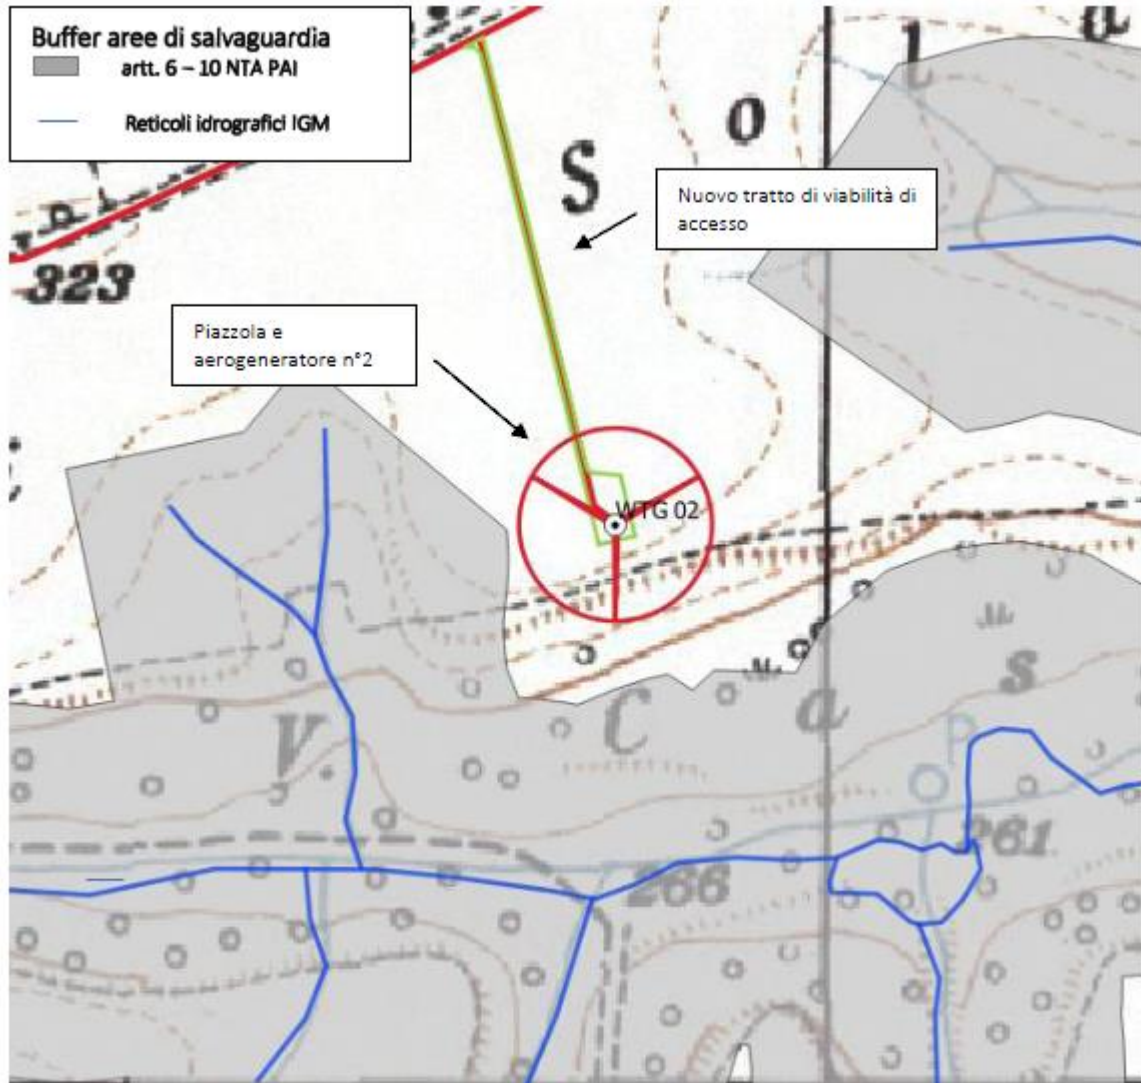 Buffer aree di salvaguardia
artt. 6 – 10 NTA PAI
Reticoli idrografici IGM
l a
S o
Nuovo tratto di viabilità di
accesso
323
Piazzola e
aerogeneratore n°2
WTG 02
V C a s
P
261
266